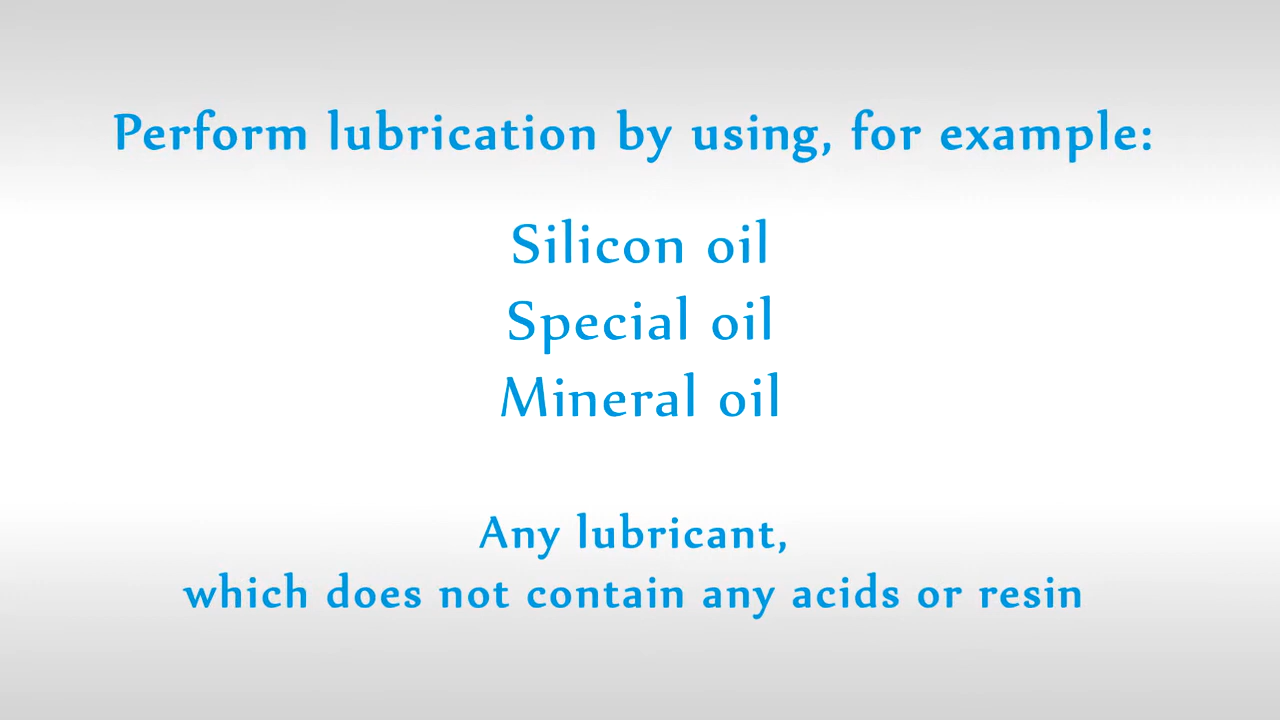 Perform lubrication by using, for example:
Silicon oil
Special oil
Mineral oil
Any lubricant,
which does not contain any acids or resin